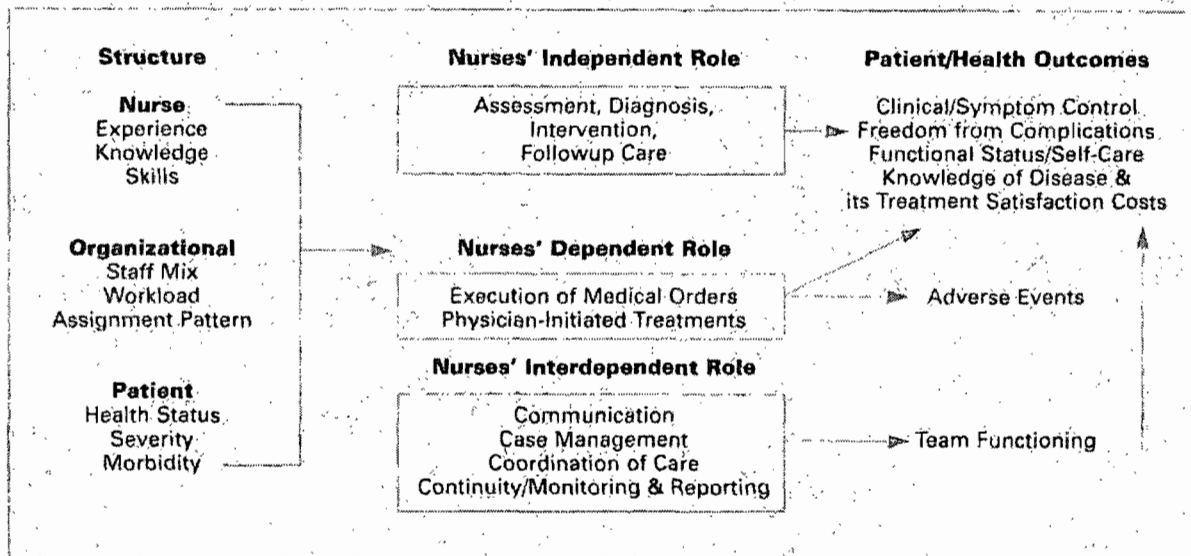 Structure
Nurse
Experience
Knowledge
Skills
Organizational
Staff Mix
Workload
Assignment Pattern
Patient
Health Status
Severity
Morbidity
Nurses' Independent Role
Assessment, Diagnosis,
Intervention,
Followup Care
Nurses' Dependent Role
Execution of Medical Orders
Physician-Initiated Treatments
Nurses' Interdependent Role
Communication
Case Management
Coordination of Care
Continuity/Monitoring & Reporting
Patient/Health Outcomes
Clinical/Symptom Control
Freedom from Complications
Functional Status/Self-Care
Knowledge of Disease &
its Treatment Satisfaction Costs
Adverse Events
Team Functioning